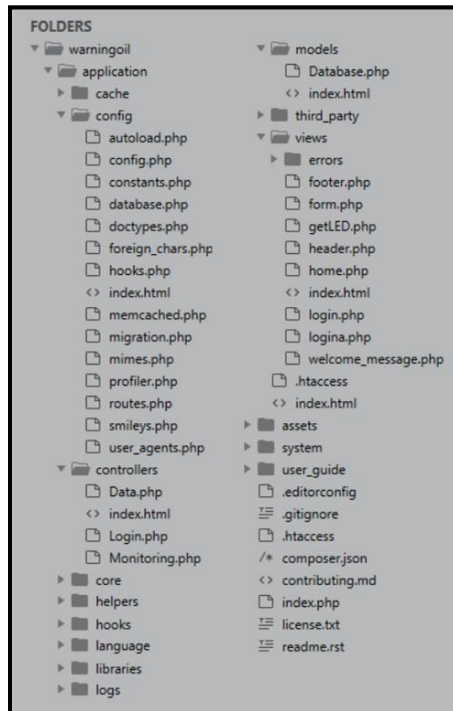 FOLDERS
warningoil
application
cache
config
autoload.php
config.php
constants.php
database.php
doctypes.php
foreign_chars.php
hooks.php
<> index.html
memcached.php
migration.php
mimes.php
profiler.php
routes.php
smileys.php
user_agents.php
controllers
Data.php
<> index.html
Login.php
Monitoring.php
core
helpers
hooks
language
libraries
logs
models
Database.php
<> index.html
third_party
views
errors
footer.php
form.php
getLED.php
header.php
home.php
<> index.html
login.php
logina.php
welcome_message.php
.htaccess
<> index.html
assets
system
user_guide
.editorconfig
.gitignore
.htaccess
/* composer.json
<> contributing.md
index.php
license.txt
readme.rst